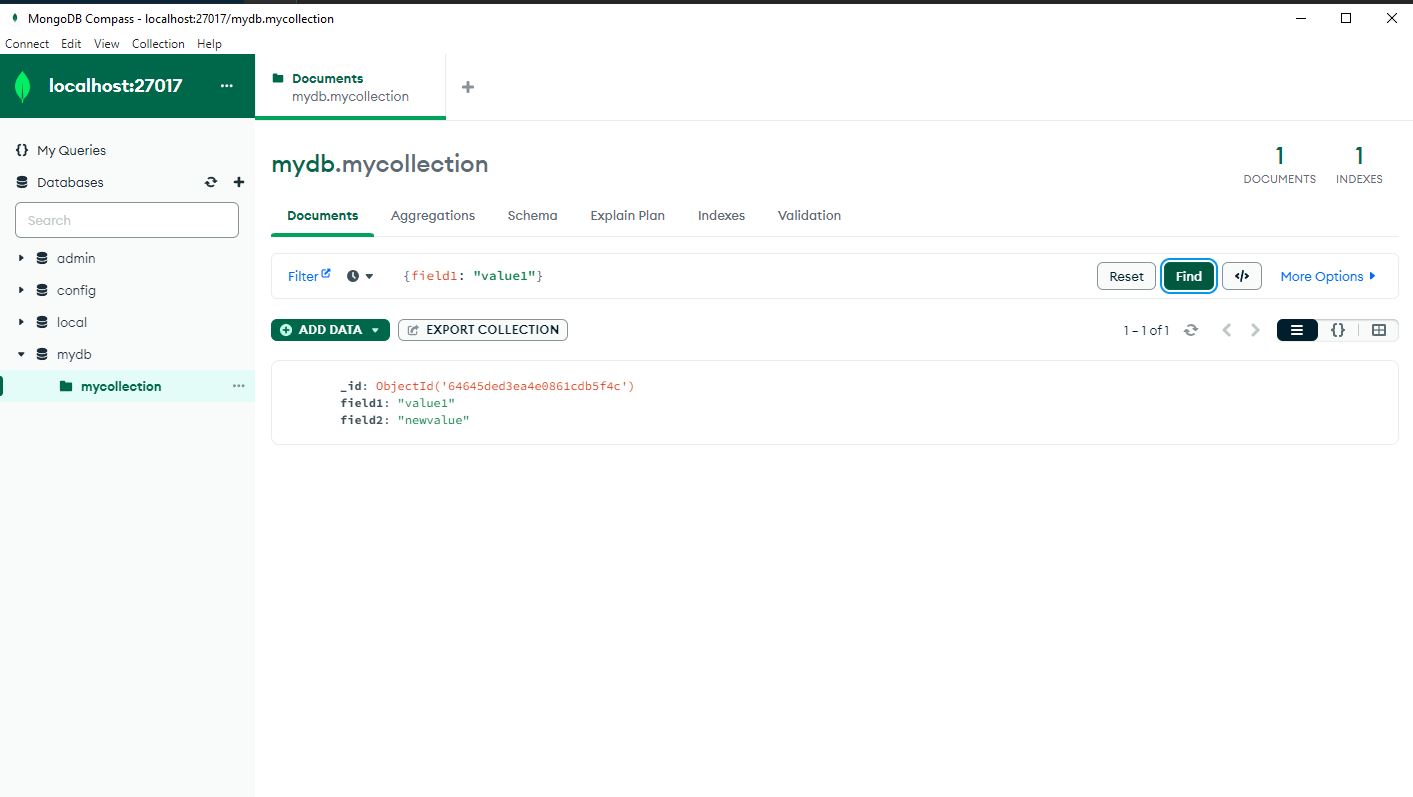 MongoDB Compass - localhost:27017/mydb.mycollection
Connect Edit View Collection Help
localhost:27017 ...
My Queries
Databases
Search
admin
config
local
mydb
mycollection ...
Documents
mydb.mycollection
mydb.mycollection
1 DOCUMENTS
1 INDEXES
Documents Aggregations Schema Explain Plan Indexes Validation
Filter {field1: "value1"} Reset Find </> More Options
ADD DATA EXPORT COLLECTION 1 – 1 of 1 {}
_id: ObjectId('64645ded3ea4e0861cdb5f4c')
field1: "value1"
field2: "newvalue"